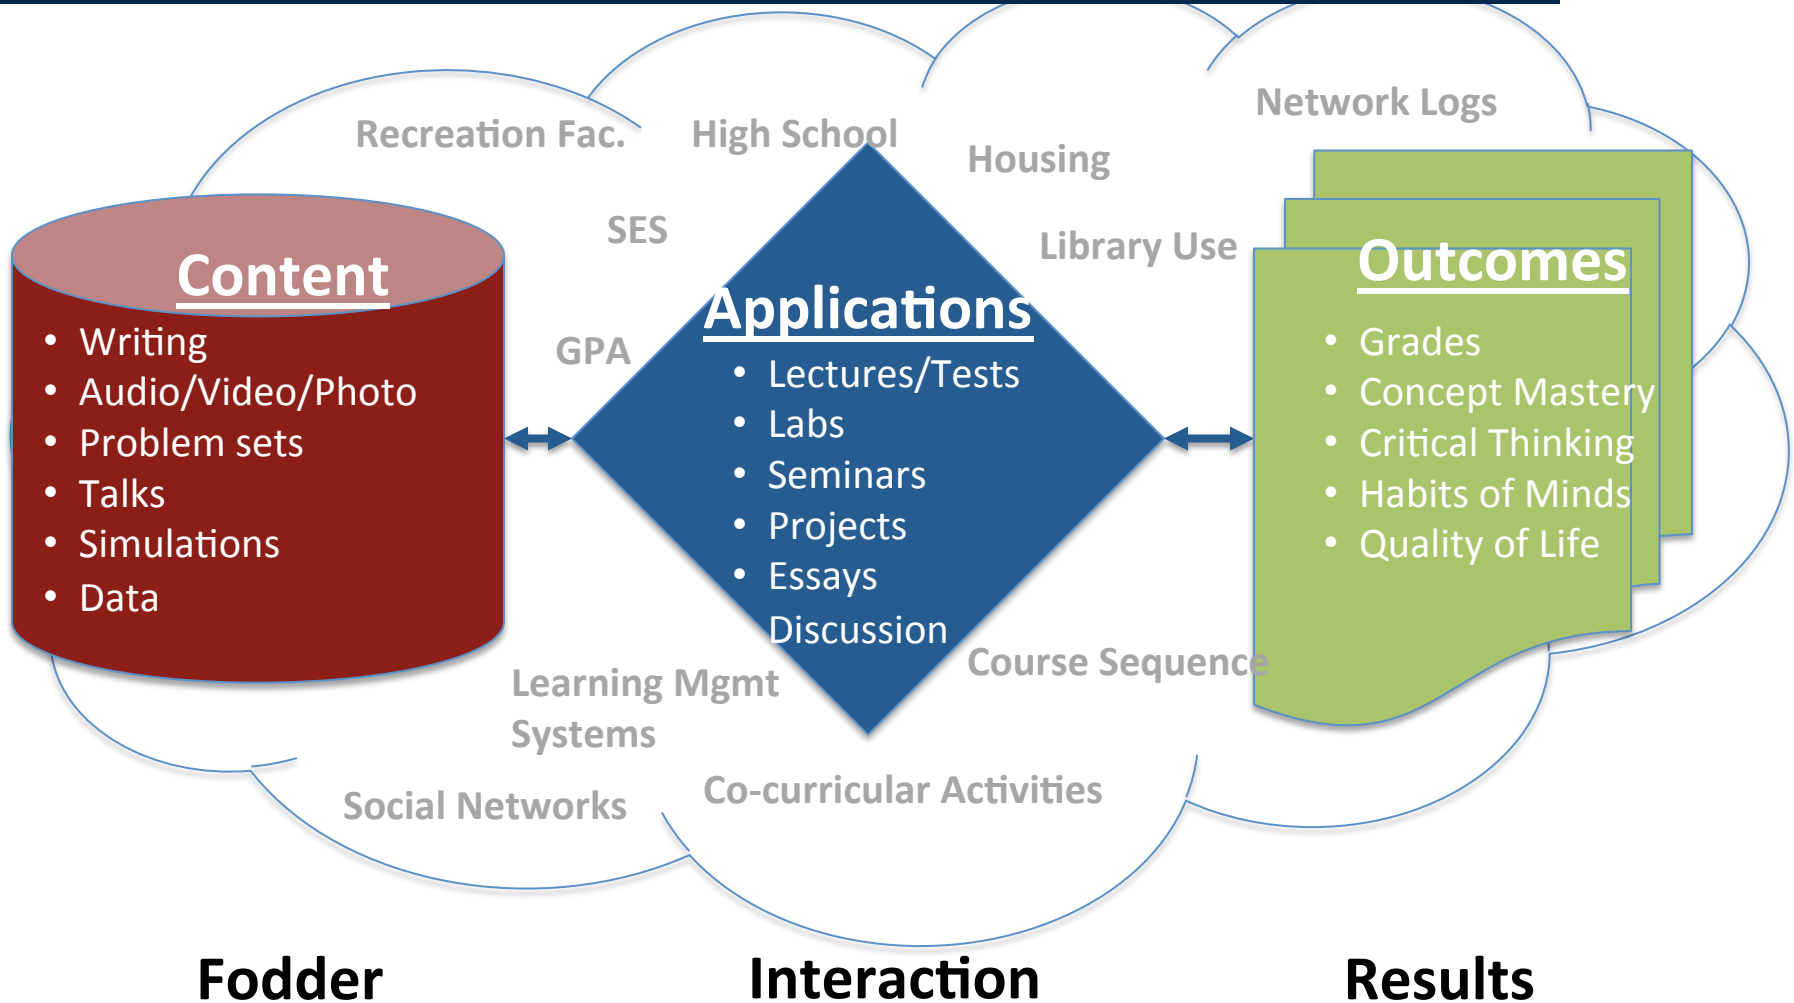 Network Logs
Recreation Fac.
High School
Housing
SES
Library Use
GPA
Content
• Writing
• Audio/Video/Photo
• Problem sets
• Talks
• Simulations
• Data
Applications
• Lectures/Tests
• Labs
• Seminars
• Projects
• Essays
Discussion
Outcomes
• Grades
• Concept Mastery
• Critical Thinking
• Habits of Minds
• Quality of Life
Course Sequence
Learning Mgmt
Systems
Co-curricular Activities
Social Networks
Fodder
Interaction
Results